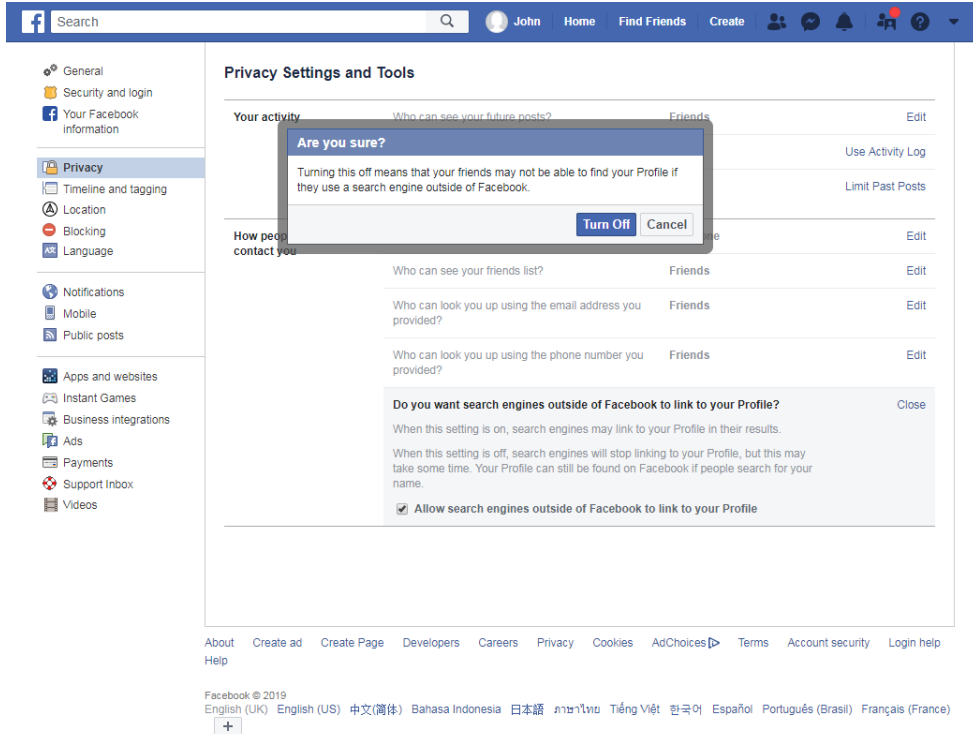 Search
John Home Find Friends Create
General
Security and login
Your Facebook
information
Privacy
Timeline and tagging
Location
Blocking
Language
Notifications
Mobile
Public posts
Apps and websites
Instant Games
Business integrations
Ads
Payments
Support Inbox
Videos
Privacy Settings and Tools
Your activity Who can see your future posts? Friends Edit
Use Activity Log
Limit Past Posts
Are you sure?
Turning this off means that your friends may not be able to find your Profile if
they use a search engine outside of Facebook.
Turn Off Cancel
How Edit
contact you
Who can see your friends list? Friends Edit
Who can look you up using the email address you Friends Edit
provided?
Who can look you up using the phone number you Friends Edit
provided?
Do you want search engines outside of Facebook to link to your Profile? Close
When this setting is on, search engines may link to your Profile in their results.
When this setting is off, search engines will stop linking to your Profile, but this may
take some time. Your Profile can still be found on Facebook if people search for your
name.
Allow search engines outside of Facebook to link to your Profile
About Create ad Create Page Developers Careers Privacy Cookies AdChoices Terms Account security Login help
Help
Facebook © 2019
English (UK) English (US) 中文(简体) Bahasa Indonesia 日本語 ภาษาไทย Tiếng Việt 한국어 Español Português (Brasil) Français (France)
+